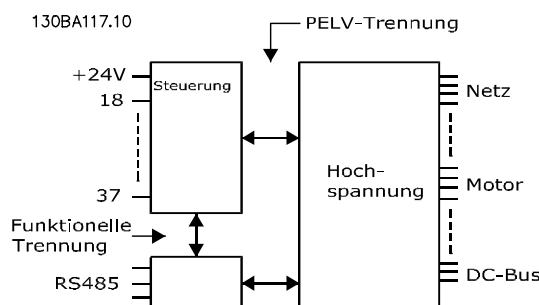 130BA117.10
PELV-Trennung
+24V
18
37
Steuerung
Funktionelle
Trennung
RS485
Hoch-
spannung
Netz
Motor
DC-Bus